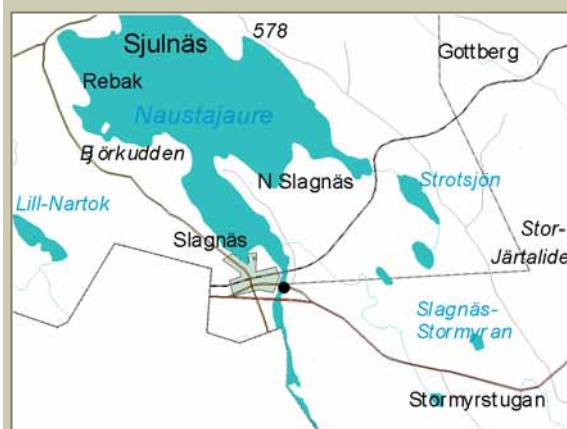 Sjulnäs
578
Gottberg
Rebak
Naustajaure
Björkudden
N Slagnäs
Strotsjön
Lill-Nartok
Slagnäs
Stor-
Järtalide
Slagnäs-
Stormyran
Stormyrstugan